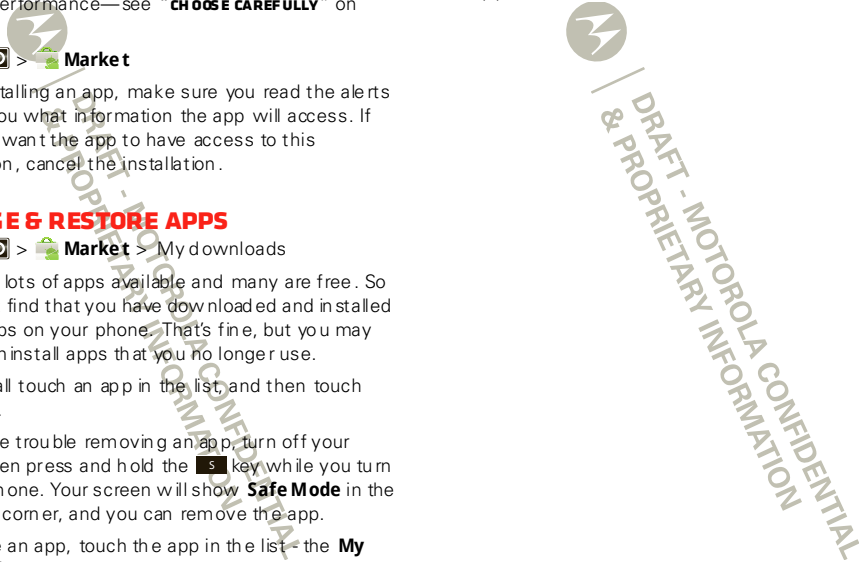 erformance—see "CHOOSE CAREFULLY" on
> Market
talling an app, make sure you read the alerts
ou what information the app will access. If
want the app to have access to this
on, cancel the installation.
GE & RESTORE APPS
> Market > My downloads
lots of apps available and many are free. So
find that you have downloaded and installed
ps on your phone. That's fine, but you may
ninstall apps that you no longer use.
all touch an app in the list, and then touch
.
e trouble removing an app, turn off your
en press and hold the S key while you turn
hone. Your screen will show Safe Mode in the
corner, and you can remove the app.
e an app, touch the app in the list - the My
DRAFT - MOTOROLA CONFIDENTIAL
& PROPRIETARY INFORMATION
DRAFT - MOTOROLA CONFIDENTIAL
& PROPRIETARY INFORMATION